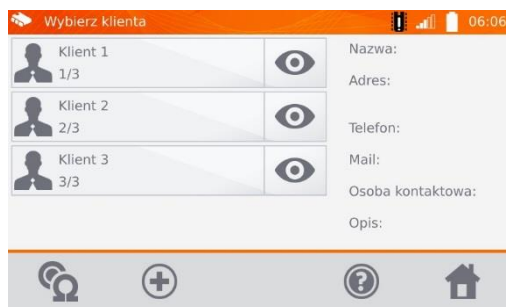 Wybierz klienta
06:06
Klient 1
1/3
Klient 2
2/3
Klient 3
3/3
Nazwa:
Adres:
Telefon:
Mail:
Osoba kontaktowa:
Opis: